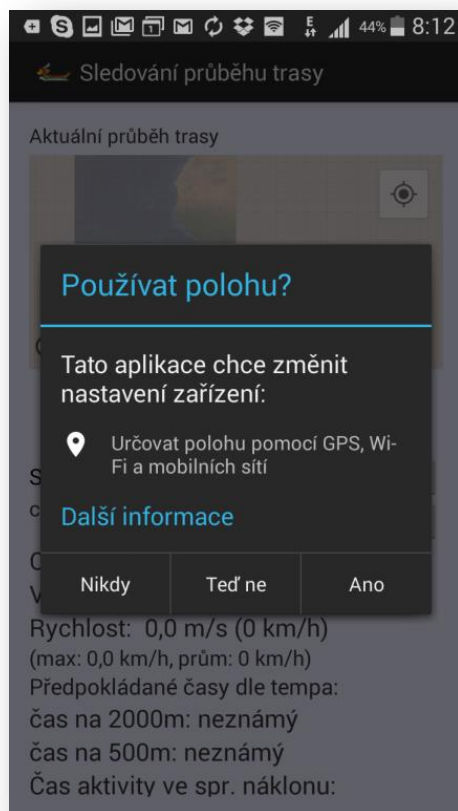 44% 8:12
Sledování průběhu trasy
Aktuální průběh trasy
Používat polohu?
Tato aplikace chce změnit
nastavení zařízení:
Určovat polohu pomocí GPS, Wi-
Fi a mobilních sítí
Další informace
Nikdy Teď ne Ano
Rychlost: 0,0 m/s (0 km/h)
(max: 0,0 km/h, prům: 0 km/h)
Předpokládané časy dle tempa:
čas na 2000m: neznámý
čas na 500m: neznámý
Čas aktivity ve spr. náklonu: